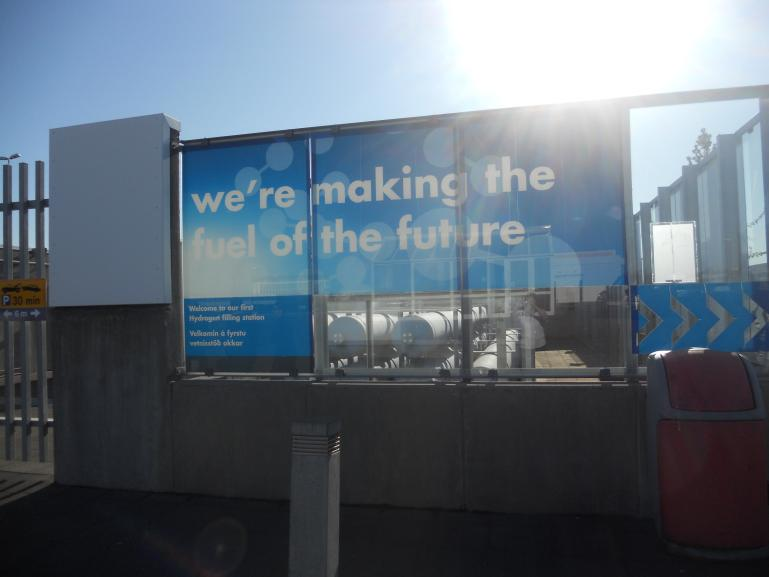 we're making the
fuel of the future
Welcome to our first
Hydrogen filling station
Velkomin á fyrstu
vetnisstöð okkar
P 30 min
6 m